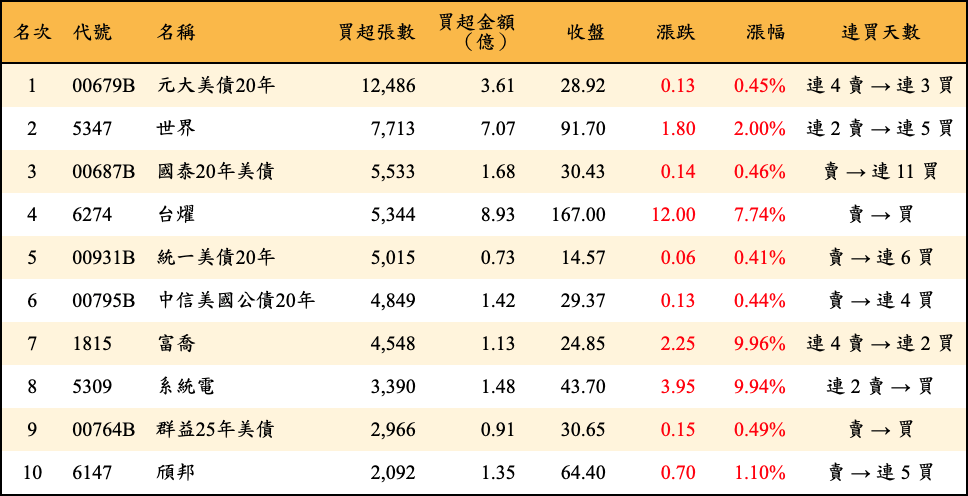 名次 代號 名稱 買超張數 買超金額（億） 收盤 漲跌 漲幅 連買天數
1 00679B 元大美債20年 12,486 3.61 28.92 0.13 0.45% 連 4 賣 → 連 3 買
2 5347 世界 7,713 7.07 91.70 1.80 2.00% 連 2 賣 → 連 5 買
3 00687B 國泰20年美債 5,533 1.68 30.43 0.14 0.46% 賣 → 連 11 買
4 6274 台燿 5,344 8.93 167.00 12.00 7.74% 賣 → 買
5 00931B 統一美債20年 5,015 0.73 14.57 0.06 0.41% 賣 → 連 6 買
6 00795B 中信美國公債20年 4,849 1.42 29.37 0.13 0.44% 賣 → 連 4 買
7 1815 富喬 4,548 1.13 24.85 2.25 9.96% 連 4 賣 → 連 2 買
8 5309 系統電 3,390 1.48 43.70 3.95 9.94% 連 2 賣 → 買
9 00764B 群益25年美債 2,966 0.91 30.65 0.15 0.49% 賣 → 買
10 6147 頎邦 2,092 1.35 64.40 0.70 1.10% 賣 → 連 5 買